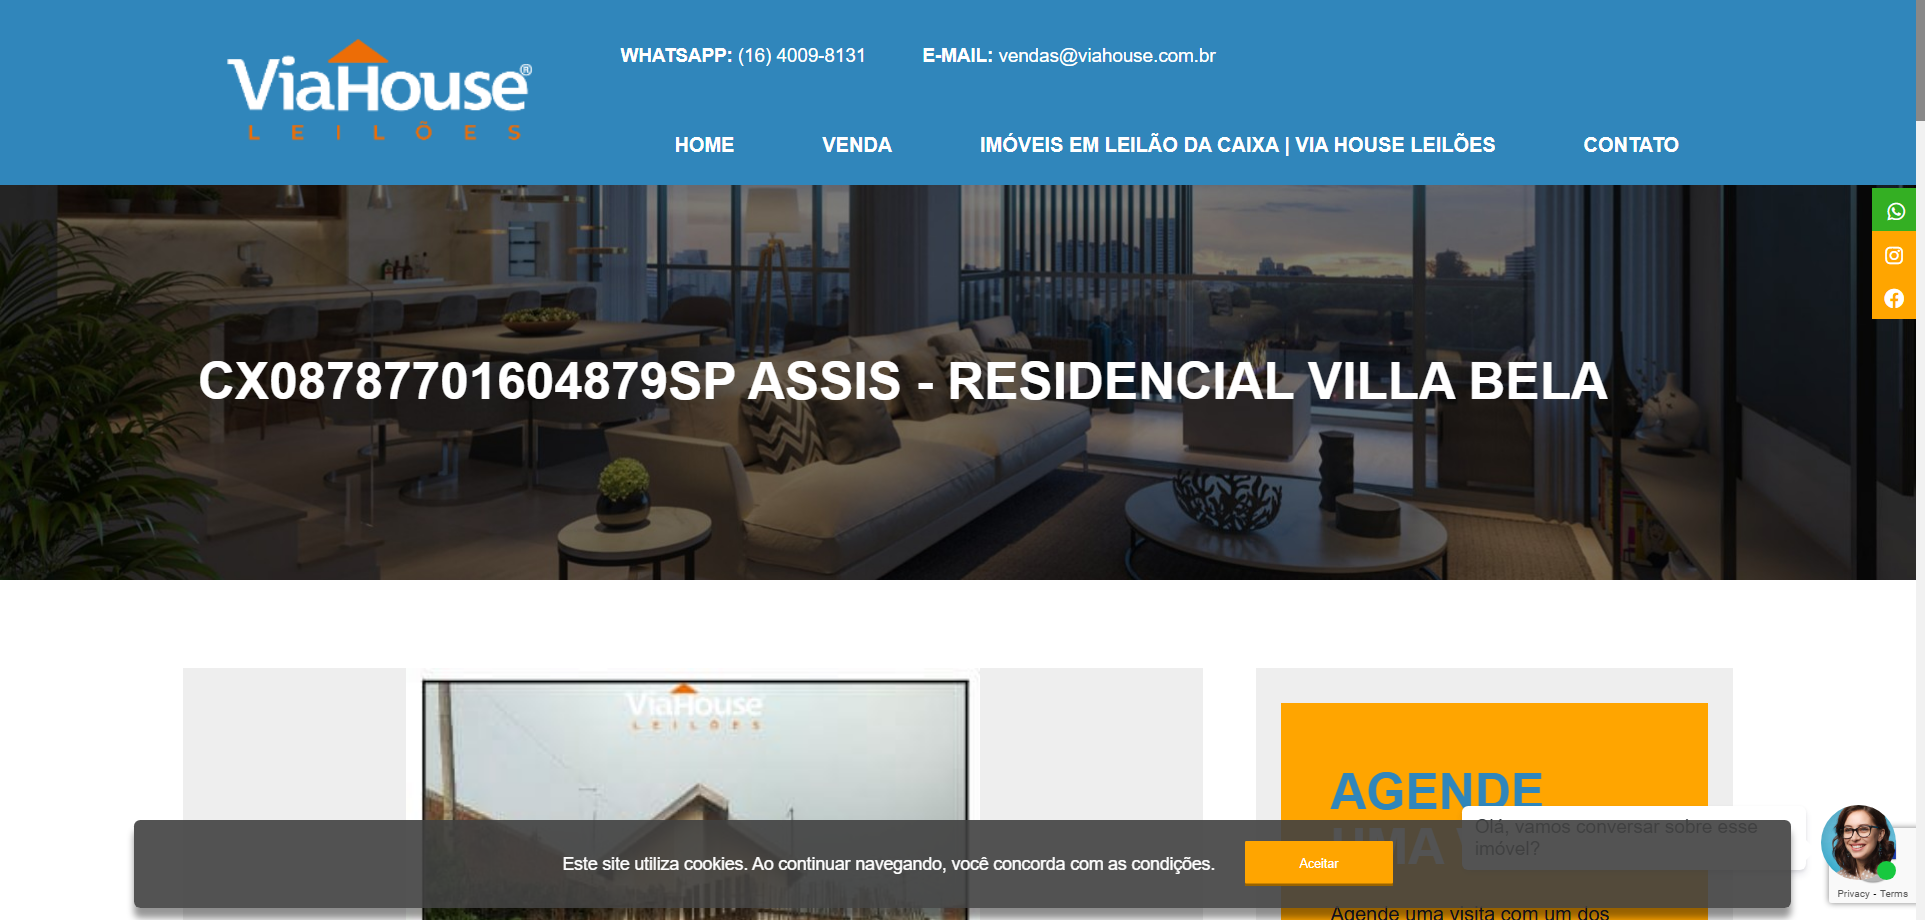 ViaHouse®
LEILÕES
WHATSAPP: (16) 4009-8131
E-MAIL: vendas@viahouse.com.br
HOME
VENDA
IMÓVEIS EM LEILÃO DA CAIXA | VIA HOUSE LEILÕES
CONTATO
CX08787701604879SP ASSIS - RESIDENCIAL VILLA BELA
ViaHouse
LEILÕES
AGENDE
UMA
Olá, vamos conversar sobre esse
imóvel?
Este site utiliza cookies. Ao continuar navegando, você concorda com as condições.
Aceitar
Agende uma visita com um dos
Privacy - Terms